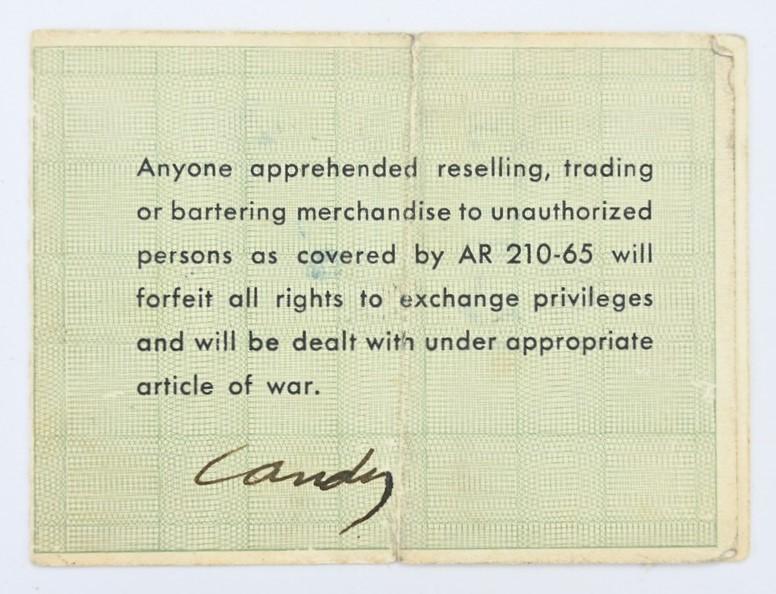 Anyone apprehended reselling, trading
or bartering merchandise to unauthorized
persons as covered by AR 210-65 will
forfeit all rights to exchange privileges
and will be dealt with under appropriate
article of war.
Candy